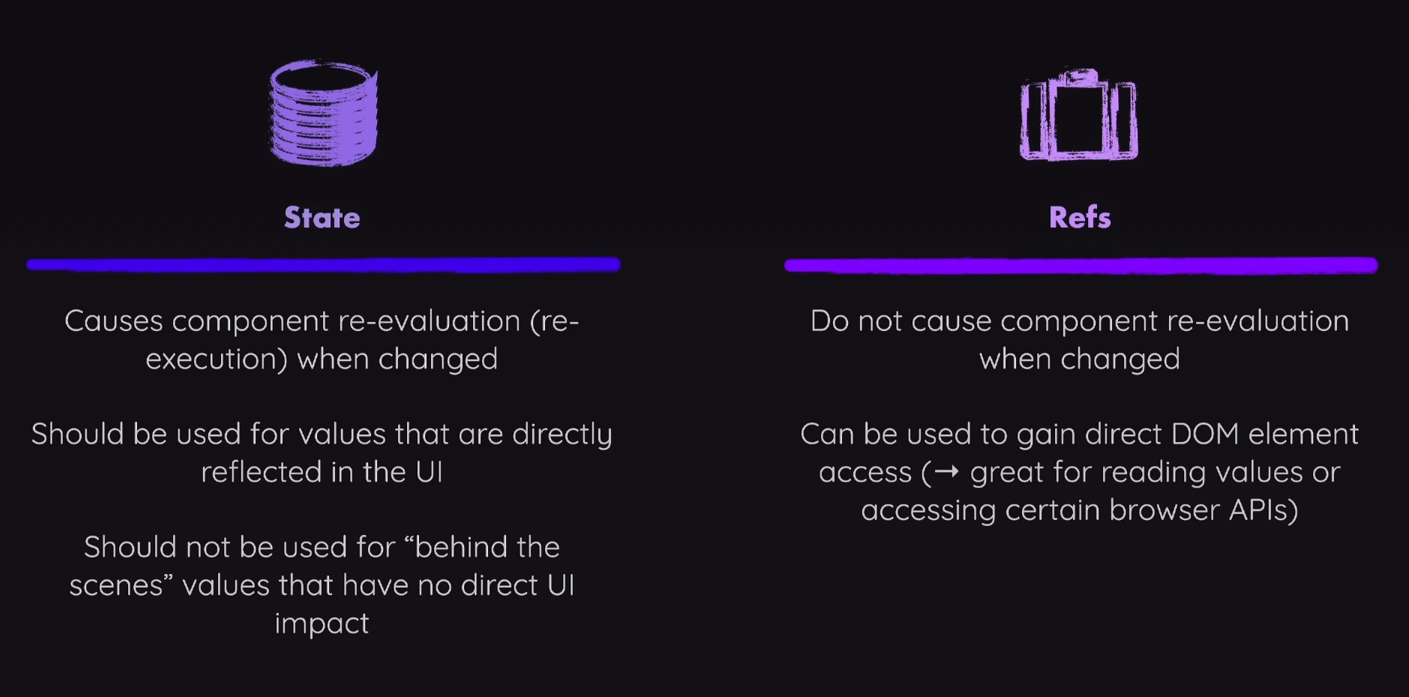 State
Causes component re-evaluation (re-
execution) when changed
Should be used for values that are directly
reflected in the UI
Should not be used for “behind the
scenes” values that have no direct UI
impact
Refs
Do not cause component re-evaluation
when changed
Can be used to gain direct DOM element
access (→ great for reading values or
accessing certain browser APIs)